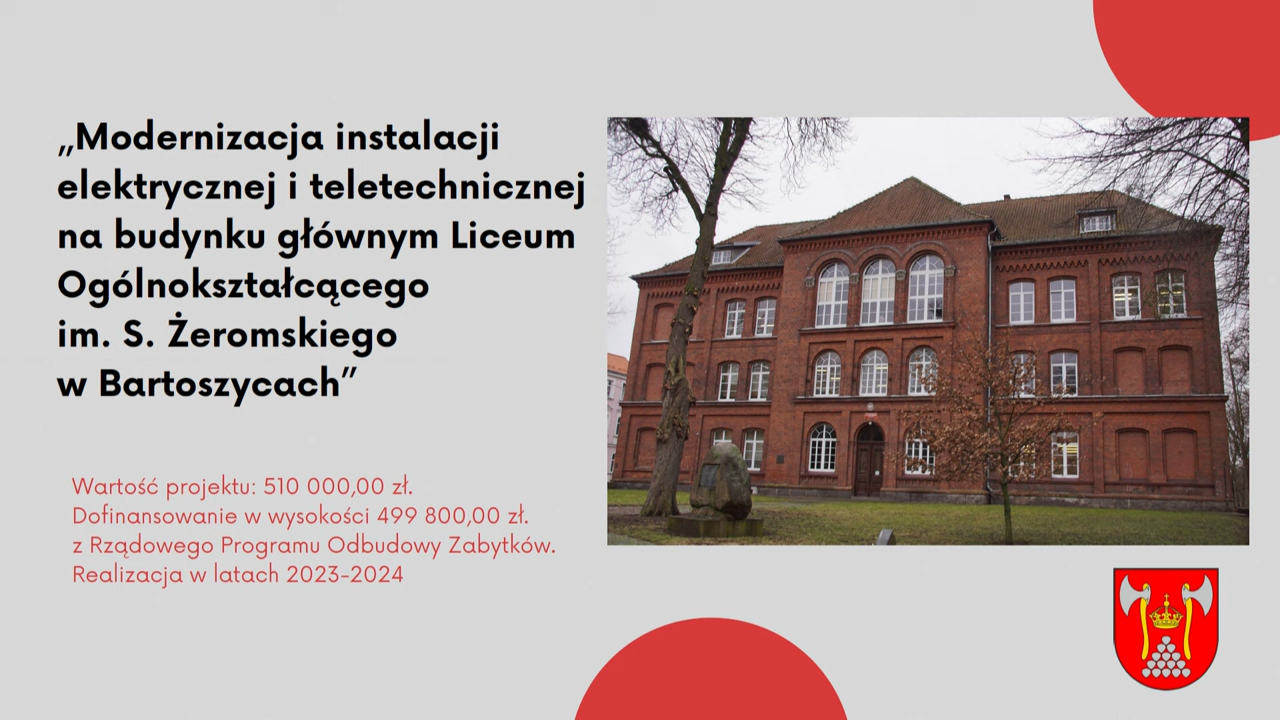 „Modernizacja instalacji
elektrycznej i teletechnicznej
na budynku głównym Liceum
Ogólnokształcącego
im. S. Żeromskiego
w Bartoszycach”
Wartość projektu: 510 000,00 zł.
Dofinansowanie w wysokości 499 800,00 zł.
z Rządowego Programu Odbudowy Zabytków.
Realizacja w latach 2023-2024